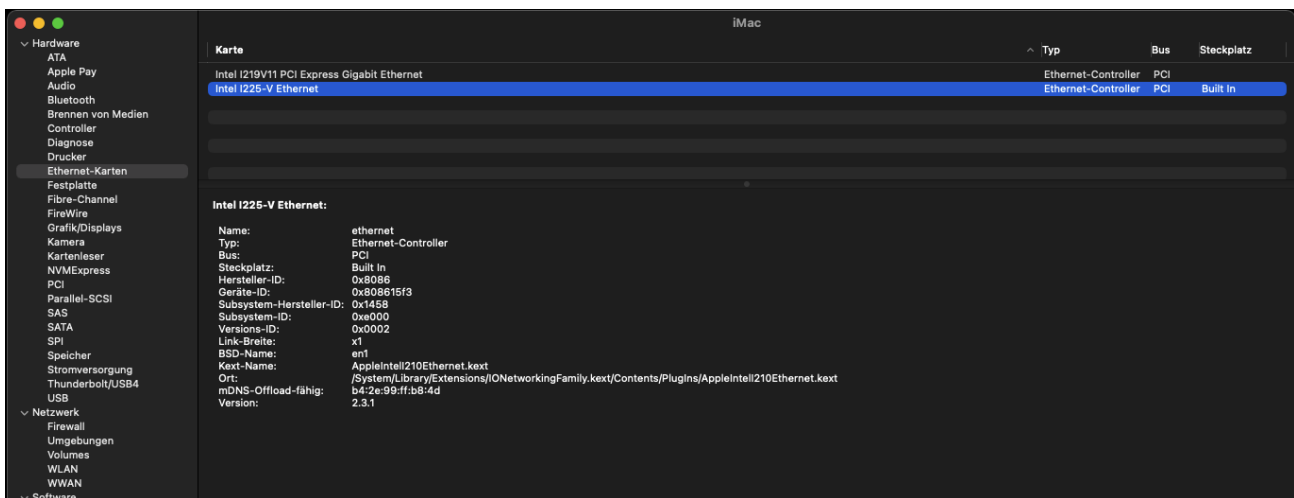 iMac
Hardware
ATA
Apple Pay
Audio
Bluetooth
Brennen von Medien
Controller
Diagnose
Drucker
Ethernet-Karten
Festplatte
Fibre-Channel
FireWire
Grafik/Displays
Kamera
Kartenleser
NVMExpress
PCI
Parallel-SCSI
SAS
SATA
SPI
Speicher
Stromversorgung
Thunderbolt/USB4
USB
Netzwerk
Firewall
Umgebungen
Volumes
WLAN
WWAN
Software
Karte Typ Bus Steckplatz
Intel I219V11 PCI Express Gigabit Ethernet Ethernet-Controller PCI
Intel I225-V Ethernet Ethernet-Controller PCI Built In
Intel I225-V Ethernet:
Name: ethernet
Typ: Ethernet-Controller
Bus: PCI
Steckplatz: Built In
Hersteller-ID: 0x8086
Geräte-ID: 0x808615f3
Subsystem-Hersteller-ID: 0x1458
Subsystem-ID: 0xe000
Versions-ID: 0x0002
Link-Breite: x1
BSD-Name: en1
Kext-Name: AppleIntelI210Ethernet.kext
Ort: /System/Library/Extensions/IONetworkingFamily.kext/Contents/PlugIns/AppleIntelI210Ethernet.kext
mDNS-Offload-fähig: b4:2e:99:ff:b8:4d
Version: 2.3.1